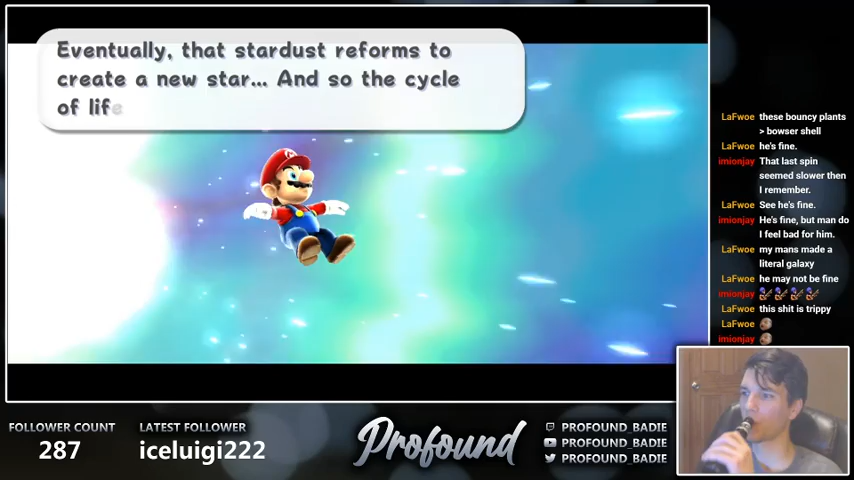 Eventually, that stardust reforms to
create a new star... And so the cycle
of life
LaFwoe these bouncy plants
> bowser shell
LaFwoe he's fine.
imionjay That last spin
seemed slower then
I remember.
LaFwoe See he's fine.
imionjay He's fine, but man do
I feel bad for him.
LaFwoe my mans made a
literal galaxy
LaFwoe he may not be fine
imionjay
LaFwoe this shit is trippy
LaFwoe
imionjay
FOLLOWER COUNT
287
LATEST FOLLOWER
iceluigi222
Profound
PROFOUND_BADIE
PROFOUND_BADIE
PROFOUND_BADIE